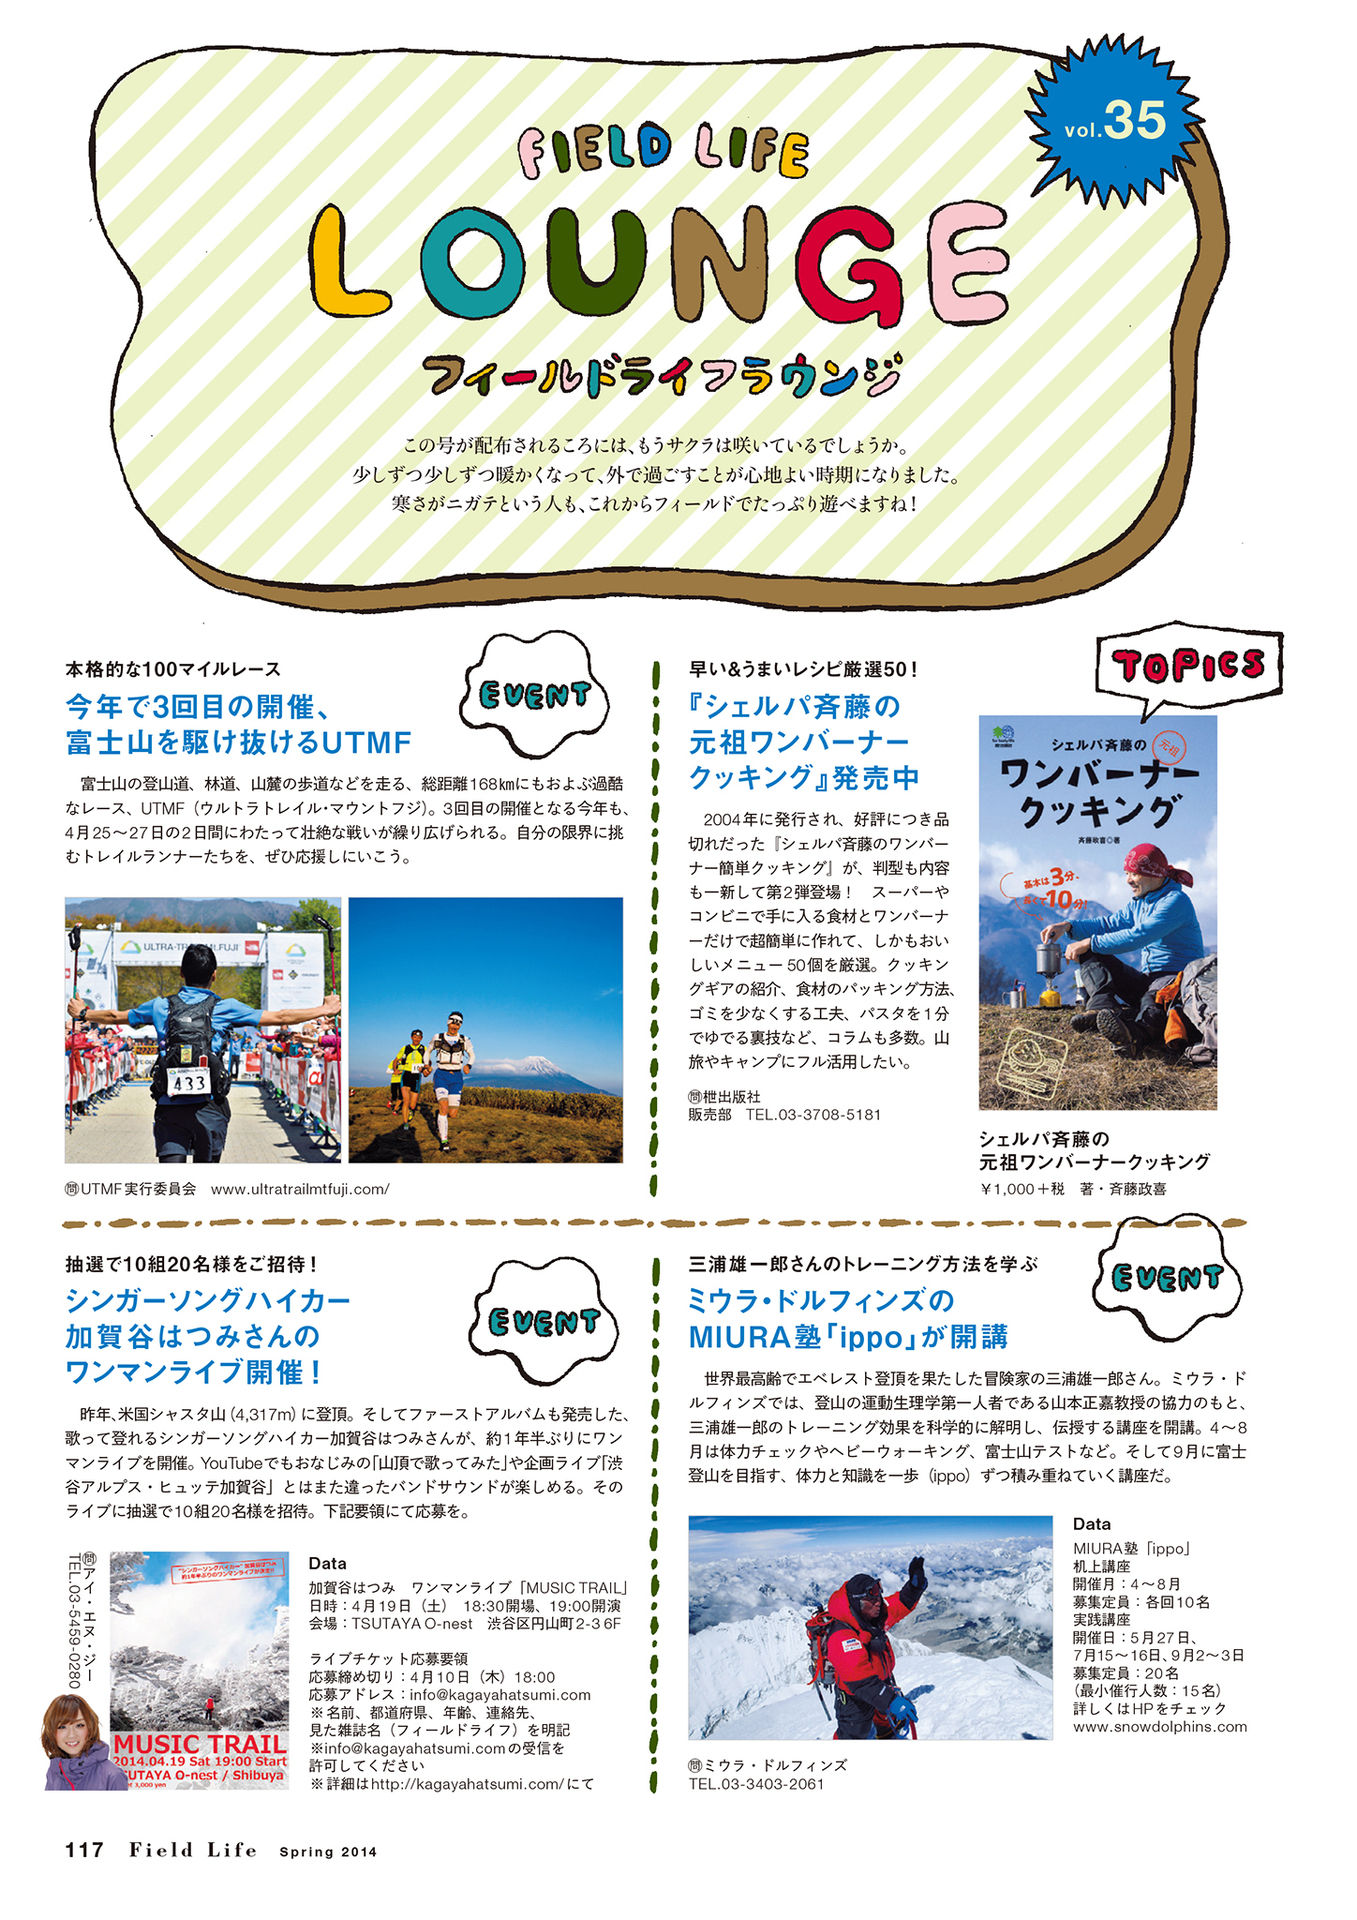 vol.35
FIELD LIFE
LOUNGE
フィールドライフラウンジ
この号が配布されるころには、もうサクラは咲いているでしょうか。
少しずつ少しずつ暖かくなって、外で過ごすことが心地よい時期になりました。
寒さがニガテという人も、これからフィールドでたっぷり遊べますね！
本格的な100マイルレース
今年で3回目の開催、
富士山を駆け抜けるUTMF
EVENT
富士山の登山道、林道、山麓の歩道などを走る、総距離168㎞にもおよぶ過酷
なレース、UTMF（ウルトラトレイル・マウントフジ）。3回目の開催となる今年も、
4月25〜27日の2日間にわたって壮絶な戦いが繰り広げられる。自分の限界に挑
むトレイルランナーたちを、ぜひ応援しにいこう。
433
㉄UTMF実行委員会　www.ultratrailmtfuji.com/
早い&うまいレシピ厳選50！
『シェルパ斉藤の
元祖ワンバーナー
クッキング』発売中
TOPICS
2004年に発行され、好評につき品
切れだった『シェルパ斉藤のワンバー
ナー簡単クッキング』が、判型も内容
も一新して第2弾登場！　スーパーや
コンビニで手に入る食材とワンバーナ
ーだけで超簡単に作れて、しかもおい
しいメニュー50個を厳選。クッキン
グギアの紹介、食材のパッキング方法、
ゴミを少なくする工夫、パスタを1分
でゆでる裏技など、コラムも多数。山
旅やキャンプにフル活用したい。
㉄枻出版社
販売部　TEL.03-3708-5181
シェルパ斉藤の
元祖
ワンバーナー
クッキング
斉藤政喜◎著
基本は3分、
長くて10分！
シェルパ斉藤の
元祖ワンバーナークッキング
￥1,000＋税　著・斉藤政喜
抽選で10組20名様をご招待！
シンガーソングハイカー
加賀谷はつみさんの
ワンマンライブ開催！
EVENT
昨年、米国シャスタ山（4,317m）に登頂。そしてファーストアルバムも発売した、
歌って登れるシンガーソングハイカー加賀谷はつみさんが、約1年半ぶりにワン
マンライブを開催。YouTubeでもおなじみの「山頂で歌ってみた」や企画ライブ「渋
谷アルプス・ヒュッテ加賀谷」とはまた違ったバンドサウンドが楽しめる。その
ライブに抽選で10組20名様を招待。下記要領にて応募を。
㉄アイ・エヌ・ジー
TEL.03-5459-0280
"シンガーソングハイカー"加賀谷はつみ
約1年半ぶりのワンマンライブが決定!!
MUSIC TRAIL
2014.04.19 Sat 19:00 Start
TSUTAYA O-nest / Shibuya
3,000 yen
Data
加賀谷はつみ　ワンマンライブ「MUSIC TRAIL」
日時：4月19日（土）　18:30開場、19:00開演
会場：TSUTAYA O-nest　渋谷区円山町2-3 6F
ライブチケット応募要領
応募締め切り：4月10日（木）18:00
応募アドレス：info@kagayahatsumi.com
※名前、都道府県、年齢、連絡先、
見た雑誌名（フィールドライフ）を明記
※info@kagayahatsumi.comの受信を
許可してください
※詳細はhttp://kagayahatsumi.com/にて
三浦雄一郎さんのトレーニング方法を学ぶ
ミウラ・ドルフィンズの
MIURA塾「ippo」が開講
EVENT
世界最高齢でエベレスト登頂を果たした冒険家の三浦雄一郎さん。ミウラ・ド
ルフィンズでは、登山の運動生理学第一人者である山本正嘉教授の協力のもと、
三浦雄一郎のトレーニング効果を科学的に解明し、伝授する講座を開講。4〜8
月は体力チェックやヘビーウォーキング、富士山テストなど。そして9月に富士
登山を目指す、体力と知識を一歩（ippo）ずつ積み重ねていく講座だ。
㉄ミウラ・ドルフィンズ
TEL.03-3403-2061
Data
MIURA塾「ippo」
机上講座
開催月：4〜8月
募集定員：各回10名
実践講座
開催日：5月27日、
7月15〜16日、9月2〜3日
募集定員：20名
（最小催行人数：15名）
詳しくはHPをチェック
www.snowdolphins.com
117　Field Life　Spring 2014